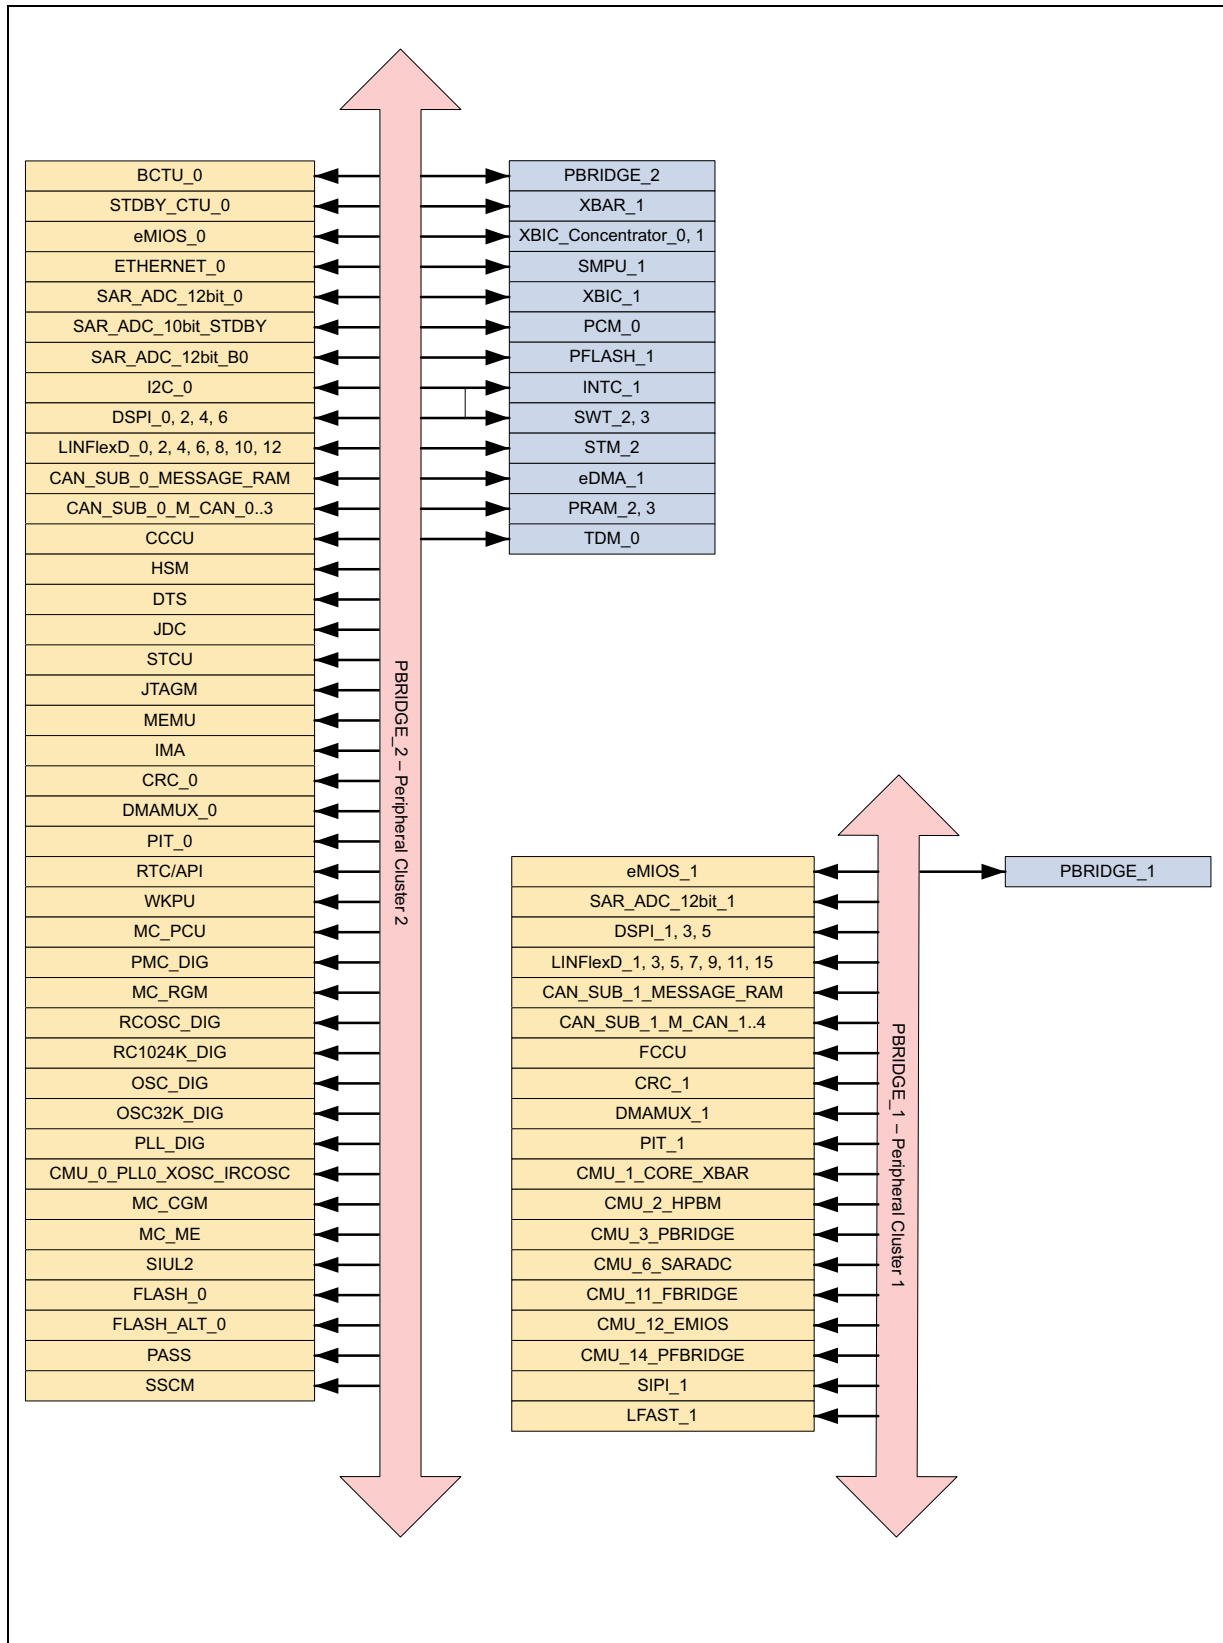 BCTU_0
STDBY_CTU_0
eMIOS_0
ETHERNET_0
SAR_ADC_12bit_0
SAR_ADC_10bit_STDBY
SAR_ADC_12bit_B0
I2C_0
DSPI_0, 2, 4, 6
LINFlexD_0, 2, 4, 6, 8, 10, 12
CAN_SUB_0_MESSAGE_RAM
CAN_SUB_0_M_CAN_0..3
CCCU
HSM
DTS
JDC
STCU
JTAGM
MEMU
IMA
CRC_0
DMAMUX_0
PIT_0
RTC/API
WKPU
MC_PCU
PMC_DIG
MC_RGM
RCOSC_DIG
RC1024K_DIG
OSC_DIG
OSC32K_DIG
PLL_DIG
CMU_0_PLL0_XOSC_IRCOSC
MC_CGM
MC_ME
SIUL2
FLASH_0
FLASH_ALT_0
PASS
SSCM
PBRIDGE_2 – Peripheral Cluster 2
PBRIDGE_2
XBAR_1
XBIC_Concentrator_0, 1
SMPU_1
XBIC_1
PCM_0
PFLASH_1
INTC_1
SWT_2, 3
STM_2
eDMA_1
PRAM_2, 3
TDM_0
eMIOS_1
SAR_ADC_12bit_1
DSPI_1, 3, 5
LINFlexD_1, 3, 5, 7, 9, 11, 15
CAN_SUB_1_MESSAGE_RAM
CAN_SUB_1_M_CAN_1..4
FCCU
CRC_1
DMAMUX_1
PIT_1
CMU_1_CORE_XBAR
CMU_2_HPBM
CMU_3_PBRIDGE
CMU_6_SARADC
CMU_11_FBRIDGE
CMU_12_EMIOS
CMU_14_PFBRIDGE
SIPI_1
LFAST_1
PBRIDGE_1 – Peripheral Cluster 1
PBRIDGE_1